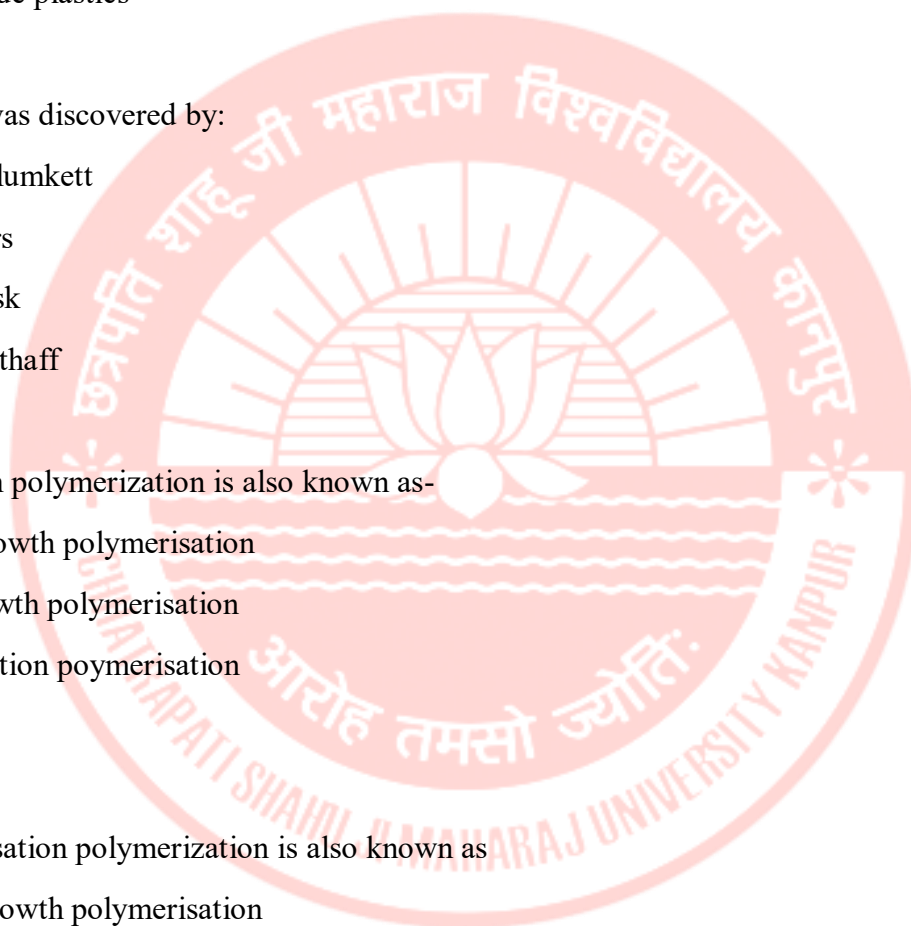 de plastics
was discovered by:
lumkett
rs
sk
thaff
n polymerization is also known as-
owth polymerisation
wth polymerisation
tion poymerisation
sation polymerization is also known as
owth polymerisation
छत्रपति शाहू जी महाराज विश्वविद्यालय कानपुर
आरोह तमसो ज्योतिः
CHHATRAPATI SHAHU JI MAHARAJ UNIVERSITY KANPUR